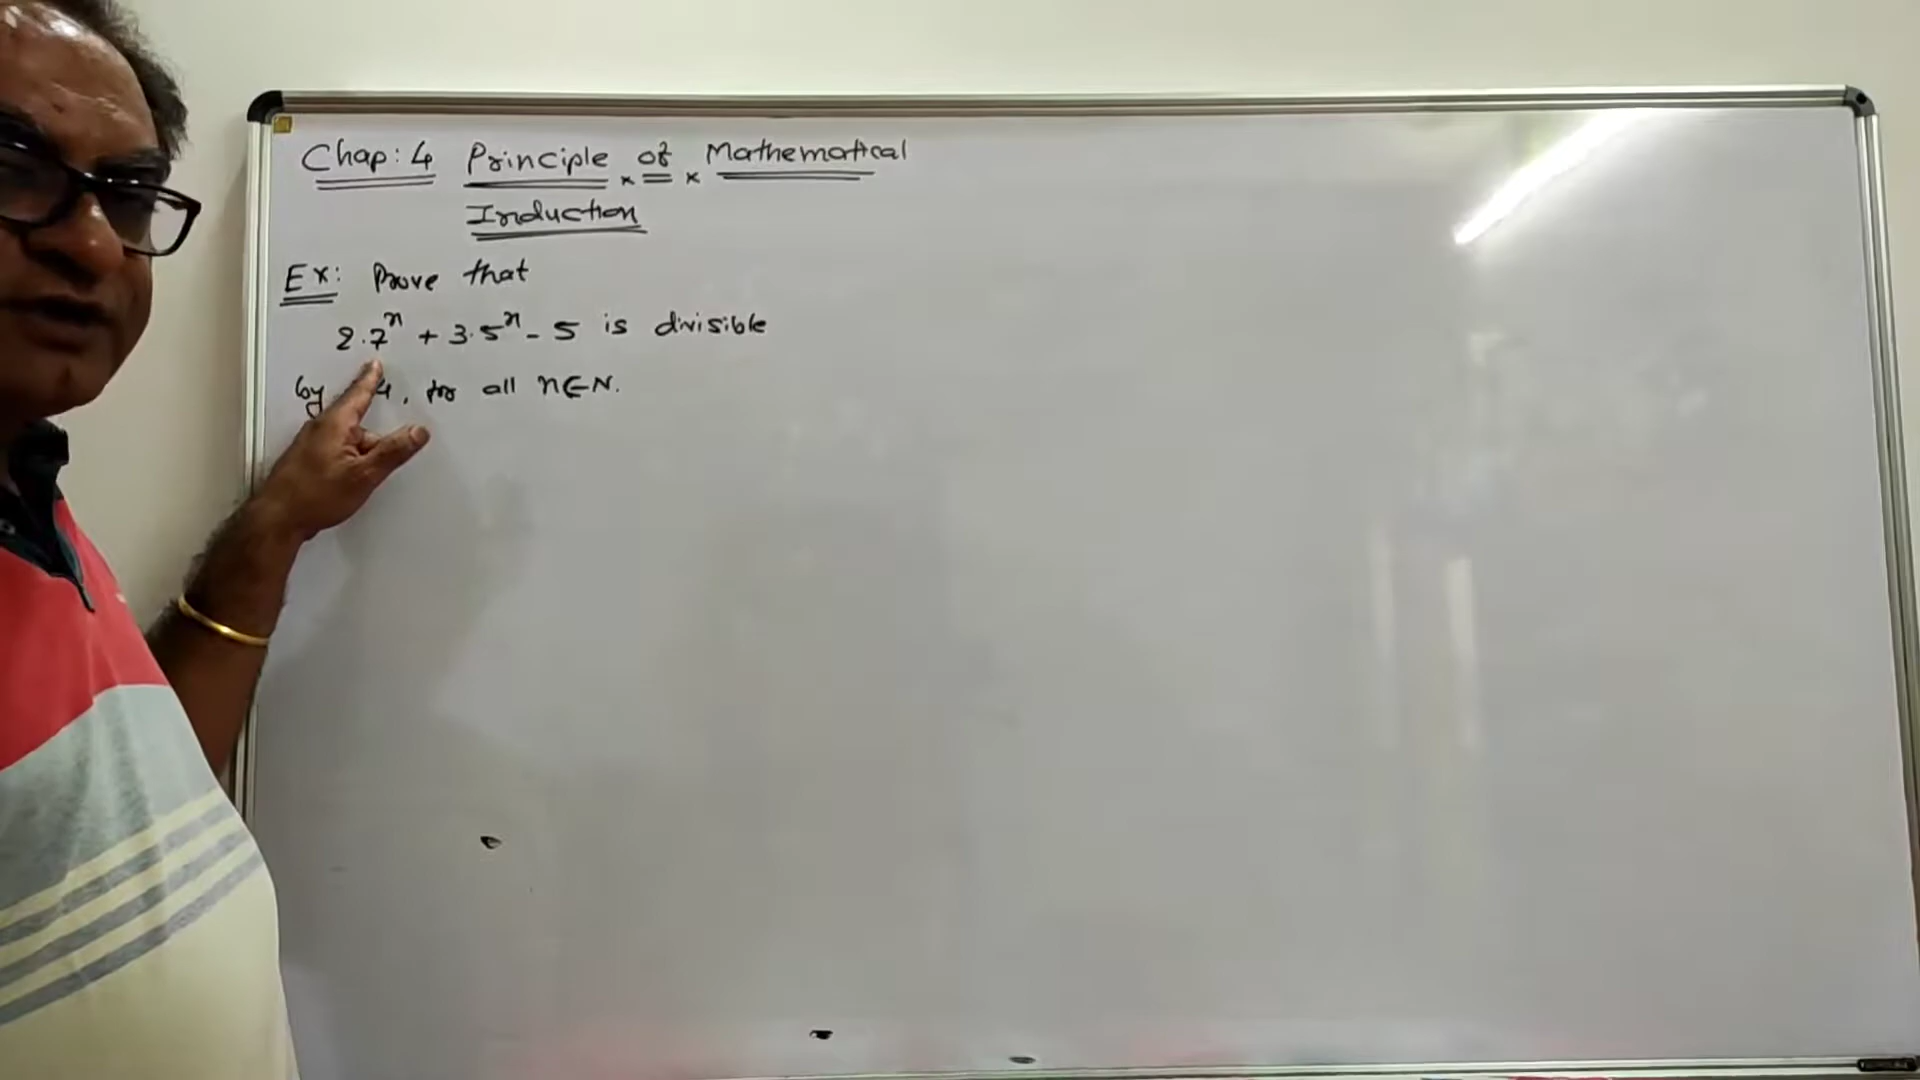 Chap: 4 Principle of Mathematical
Induction
Ex: Prove that
2.7ⁿ + 3.5ⁿ - 5 is divisible
by 4, for all n∈N.